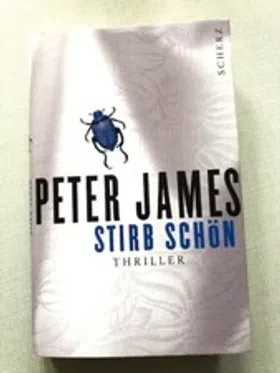 SCHERZ
PETER JAMES
STIRB SCHÖN
THRILLER